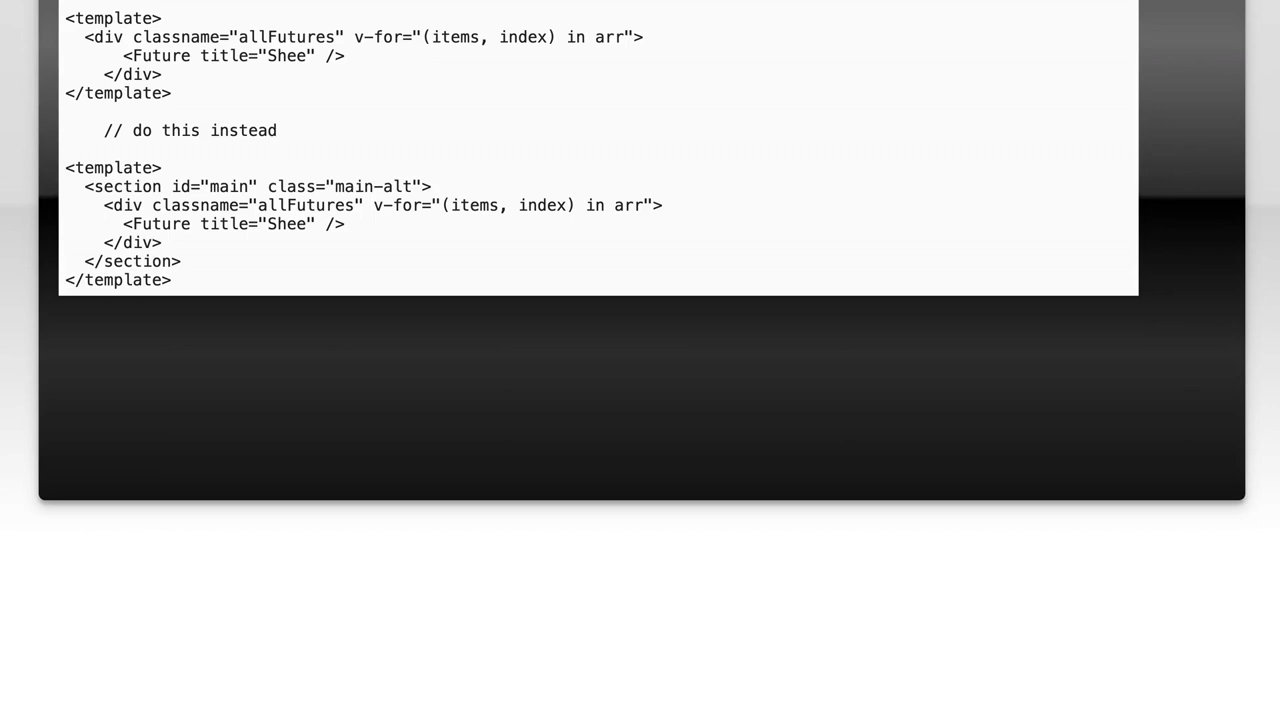 <template>
  <div classname="allFutures" v-for="(items, index) in arr">
      <Future title="Shee" />
    </div>
</template>

    // do this instead

<template>
  <section id="main" class="main-alt">
    <div classname="allFutures" v-for="(items, index) in arr">
      <Future title="Shee" />
    </div>
  </section>
</template>